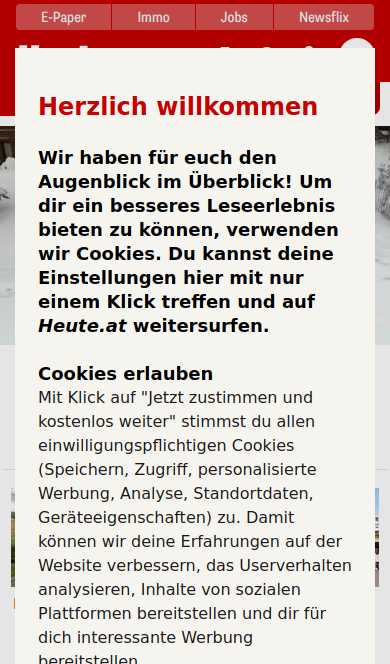 E-Paper
Immo
Jobs
Newsflix
Herzlich willkommen
Wir haben für euch den
Augenblick im Überblick! Um
dir ein besseres Leseerlebnis
bieten zu können, verwenden
wir Cookies. Du kannst deine
Einstellungen hier mit nur
einem Klick treffen und auf
Heute.at weitersurfen.
Cookies erlauben
Mit Klick auf "Jetzt zustimmen und
kostenlos weiter" stimmst du allen
einwilligungspflichtigen Cookies
(Speichern, Zugriff, personalisierte
Werbung, Analyse, Standortdaten,
Geräteeigenschaften) zu. Damit
können wir deine Erfahrungen auf der
Website verbessern, das Userverhalten
analysieren, Inhalte von sozialen
Plattformen bereitstellen und dir für
dich interessante Werbung
bereitstellen